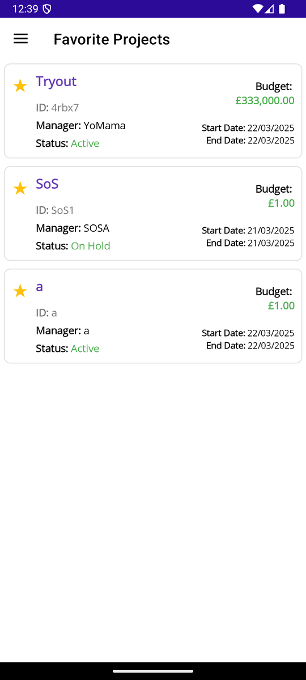 12:39
Favorite Projects
Tryout
Budget:
£333,000.00
ID: 4rbx7
Manager: YoMama
Start Date: 22/03/2025
Status: Active
End Date: 22/03/2025
SoS
Budget:
£1.00
ID: SoS1
Manager: SOSA
Start Date: 21/03/2025
Status: On Hold
End Date: 21/03/2025
a
Budget:
£1.00
ID: a
Manager: a
Start Date: 22/03/2025
Status: Active
End Date: 22/03/2025